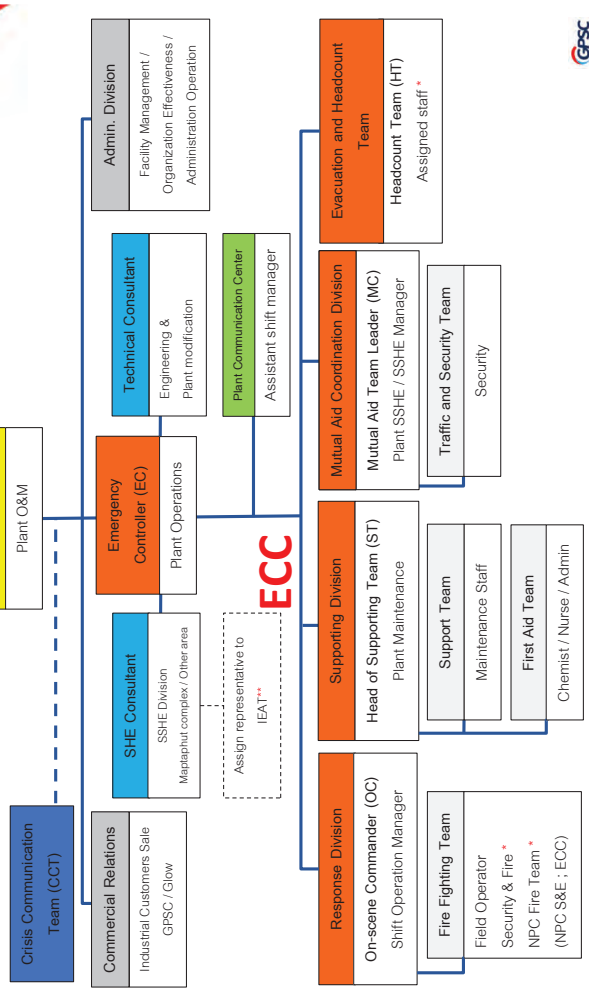 Plant O&M
Crisis Communication
Team (CCT)
Commercial Relations
Industrial Customers Sale
GPSC / Glow
SHE Consultant
SSHE Division
Maptaphut complex / Other area
Assign representative to
IEAT**
Emergency
Controller (EC)
Plant Operations
Technical Consultant
Engineering &
Plant modification
Admin. Division
Facility Management /
Organization Effectiveness /
Administration Operation
Plant Communication Center
Assistant shift manager
ECC
Response Division
On-scene Commander (OC)
Shift Operation Manager
Fire Fighting Team
Field Operator
Security & Fire *
NPC Fire Team *
(NPC S&E ; ECC)
Supporting Division
Head of Supporting Team (ST)
Plant Maintenance
Support Team
Maintenance Staff
First Aid Team
Chemist / Nurse / Admin
Mutual Aid Coordination Division
Mutual Aid Team Leader (MC)
Plant SSHE / SSHE Manager
Traffic and Security Team
Security
Evacuation and Headcount
Team
Headcount Team (HT)
Assigned staff *
GPSC